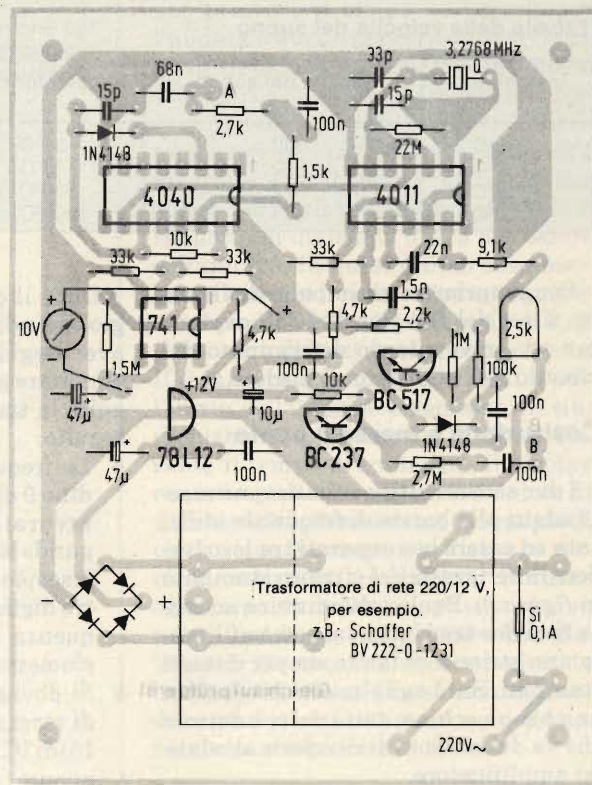 33p
3,2768MHz
68n
A
Q
15p
15p
2,7k
100n
22M
1N4148
1
1
1,5k
4040
4011
10k
33k
33k
33k
22n
9,1k
+
+
1,5n
10V
741
4,7k
4,7k
2,2k
2,5k
1,5M
100n
1M
100k
+12V
10k
BC 517
+
+
100n
47µ
10µ
1N4148
B
+
47µ
78L12
100n
BC 237
2,7M
100n
-
+
Trasformatore di rete 220/12 V,
per esempio.
z.B: Schaffer
BV 222-0-1231
Si
0,1A
220V~